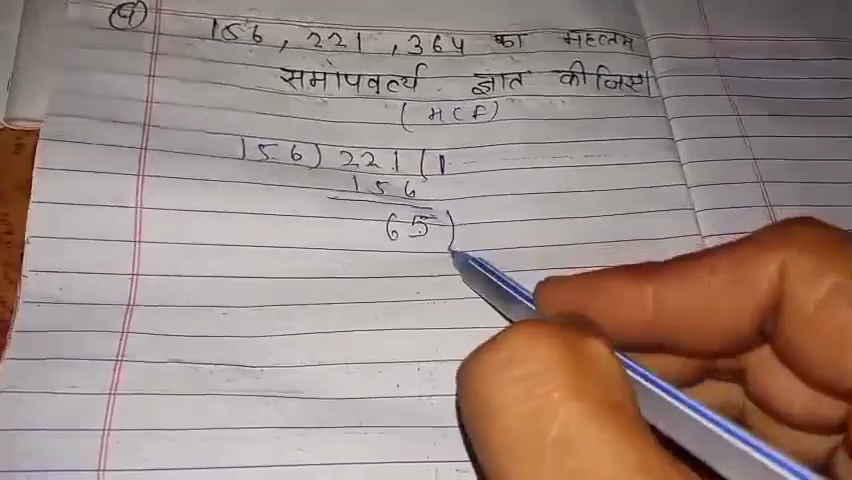 (4) 156, 221, 364 का महत्तम
समापवर्त्य ज्ञात कीजिए।
(HCF)
156) 221 (1
156
65)